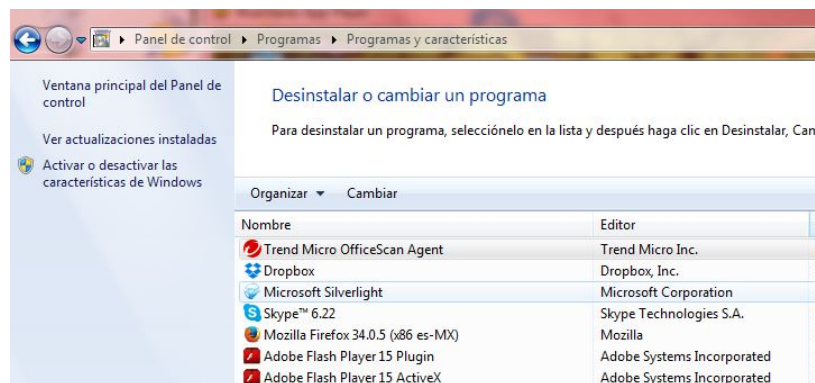 Panel de control ▸ Programas ▸ Programas y características
Ventana principal del Panel de
control
Ver actualizaciones instaladas
Activar o desactivar las
características de Windows
Desinstalar o cambiar un programa
Para desinstalar un programa, selecciónelo en la lista y después haga clic en Desinstalar, Cam
Organizar Cambiar
Nombre Editor
Trend Micro OfficeScan Agent Trend Micro Inc.
Dropbox Dropbox, Inc.
Microsoft Silverlight Microsoft Corporation
Skype™ 6.22 Skype Technologies S.A.
Mozilla Firefox 34.0.5 (x86 es-MX) Mozilla
Adobe Flash Player 15 Plugin Adobe Systems Incorporated
Adobe Flash Player 15 ActiveX Adobe Systems Incorporated